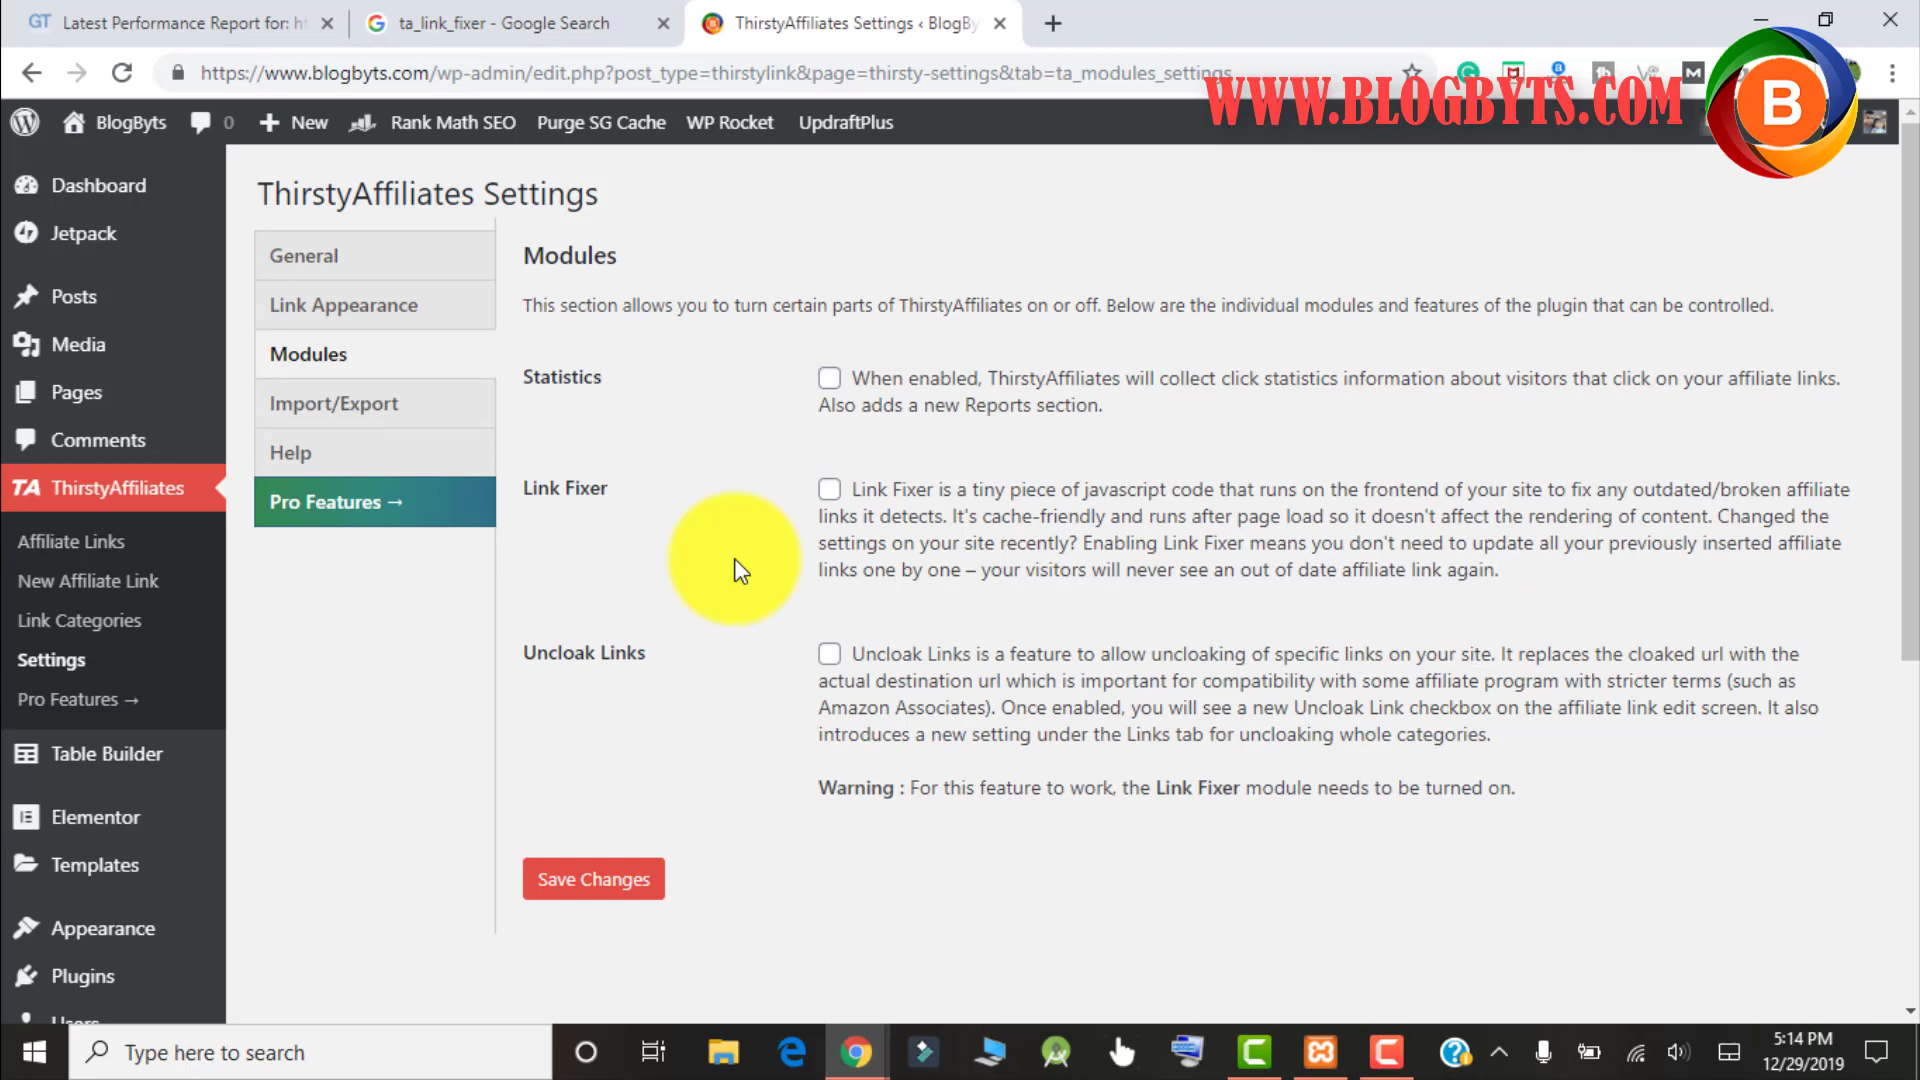 GT Latest Performance Report for: ht
ta_link_fixer - Google Search
ThirstyAffiliates Settings ‹ BlogBy
https://www.blogbyts.com/wp-admin/edit.php?post_type=thirstylink&page=thirsty-settings&tab=ta_modules_settings
WWW.BLOGBYTS.COM
B
BlogByts
0
New
Rank Math SEO
Purge SG Cache
WP Rocket
UpdraftPlus
Dashboard
Jetpack
Posts
Media
Pages
Comments
TA ThirstyAffiliates
Affiliate Links
New Affiliate Link
Link Categories
Settings
Pro Features →
Table Builder
Elementor
Templates
Appearance
Plugins
Users
ThirstyAffiliates Settings
General
Link Appearance
Modules
Import/Export
Help
Pro Features →
Modules
This section allows you to turn certain parts of ThirstyAffiliates on or off. Below are the individual modules and features of the plugin that can be controlled.
Statistics
When enabled, ThirstyAffiliates will collect click statistics information about visitors that click on your affiliate links.
Also adds a new Reports section.
Link Fixer
Link Fixer is a tiny piece of javascript code that runs on the frontend of your site to fix any outdated/broken affiliate
links it detects. It's cache-friendly and runs after page load so it doesn't affect the rendering of content. Changed the
settings on your site recently? Enabling Link Fixer means you don't need to update all your previously inserted affiliate
links one by one – your visitors will never see an out of date affiliate link again.
Uncloak Links
Uncloak Links is a feature to allow uncloaking of specific links on your site. It replaces the cloaked url with the
actual destination url which is important for compatibility with some affiliate program with stricter terms (such as
Amazon Associates). Once enabled, you will see a new Uncloak Link checkbox on the affiliate link edit screen. It also
introduces a new setting under the Links tab for uncloaking whole categories.
Warning : For this feature to work, the Link Fixer module needs to be turned on.
Save Changes
Type here to search
5:14 PM
12/29/2019